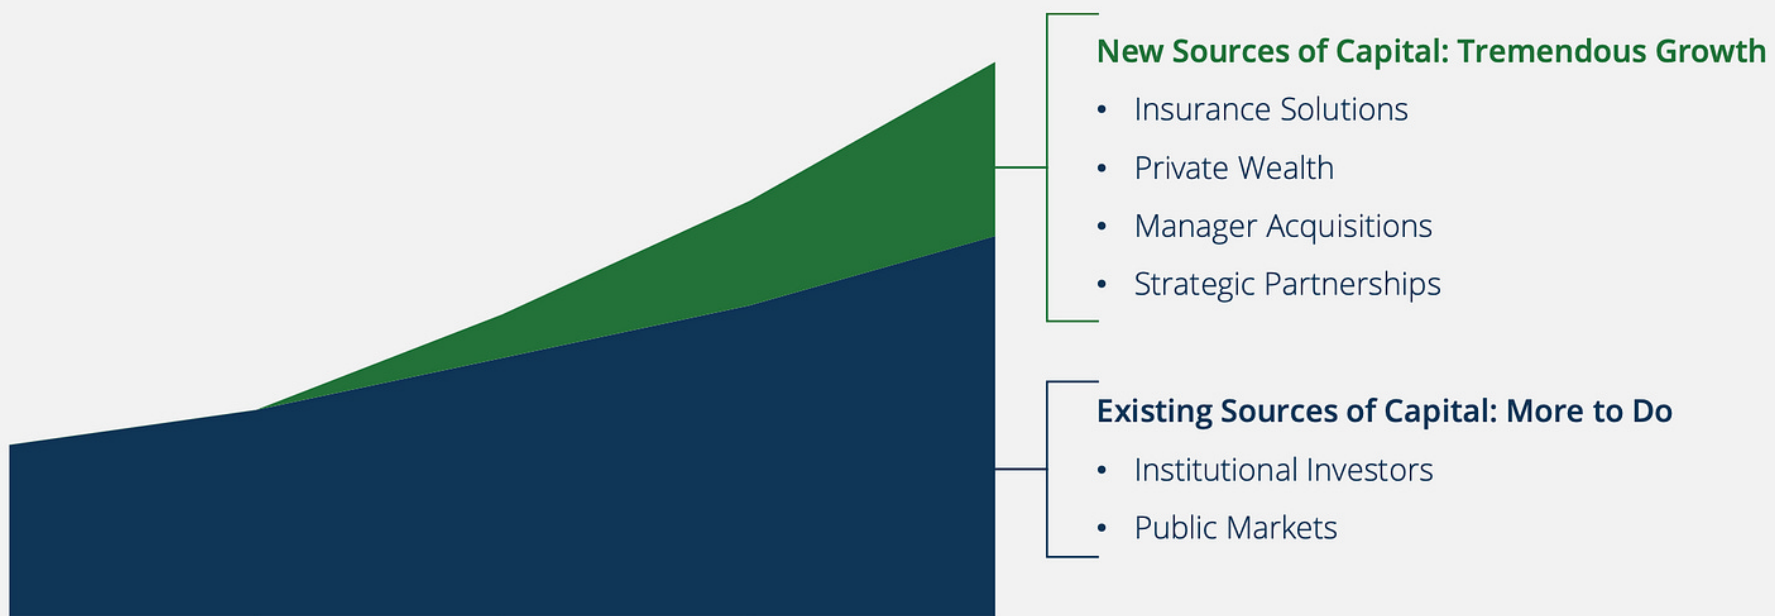 New Sources of Capital: Tremendous Growth
• Insurance Solutions
• Private Wealth
• Manager Acquisitions
• Strategic Partnerships
Existing Sources of Capital: More to Do
• Institutional Investors
• Public Markets